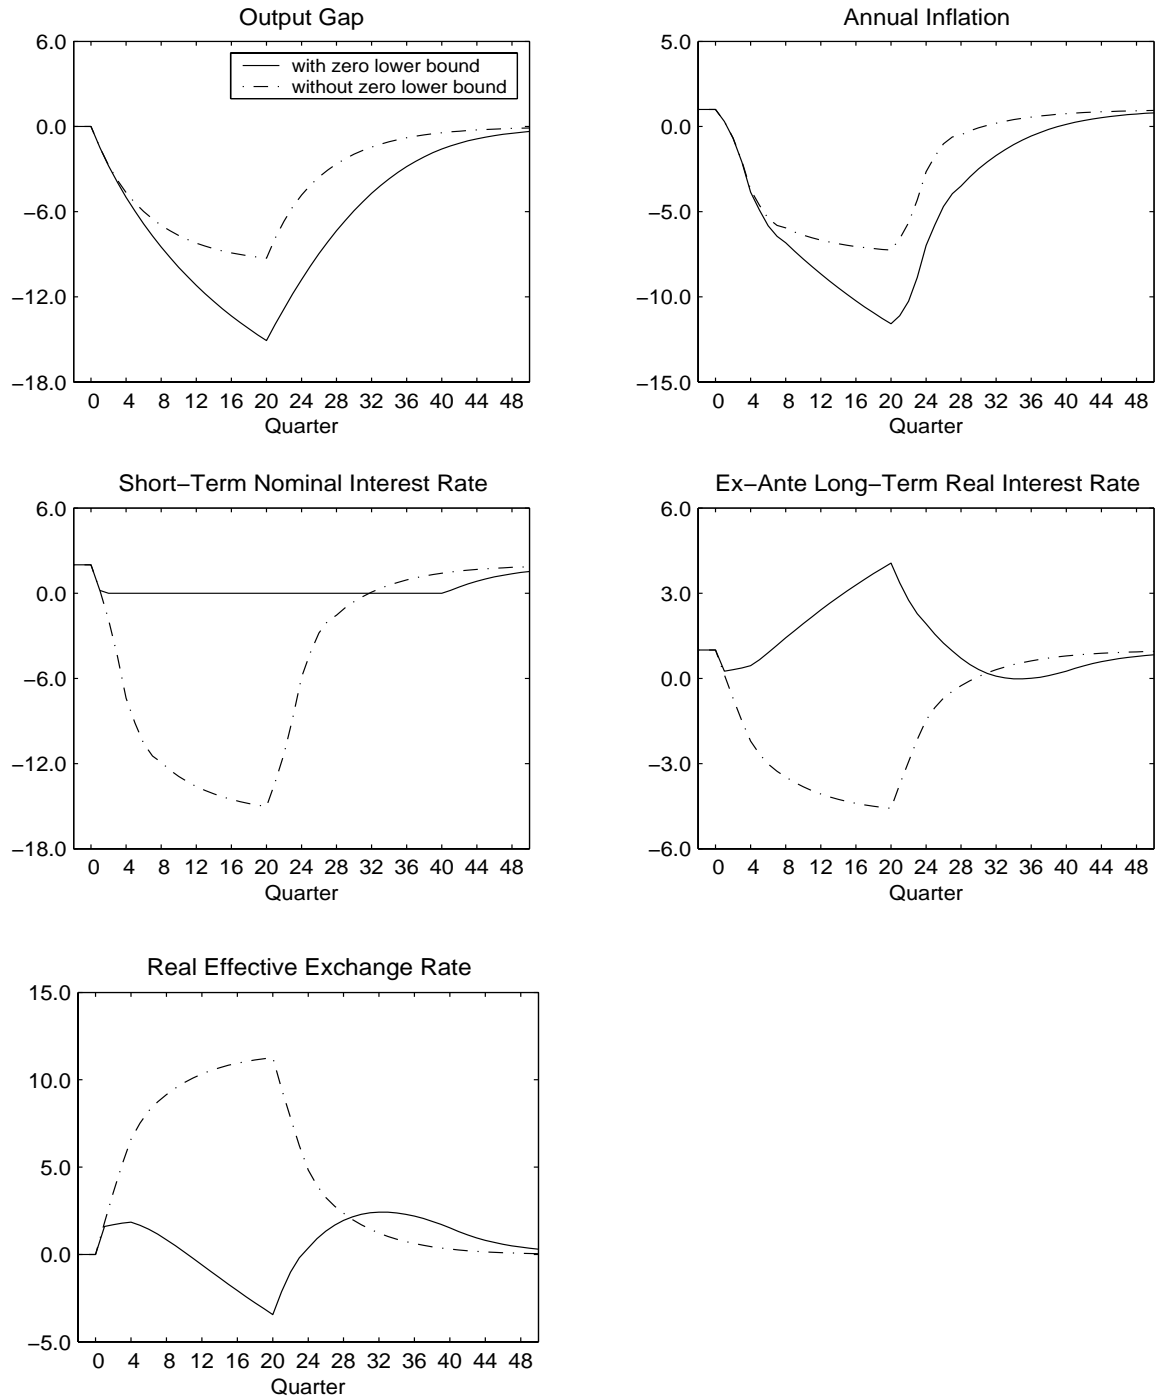 Output Gap
6.0
0.0
−6.0
−12.0
−18.0
with zero lower bound
without zero lower bound
0 4 8 12 16 20 24 28 32 36 40 44 48
Quarter
Annual Inflation
5.0
0.0
−5.0
−10.0
−15.0
0 4 8 12 16 20 24 28 32 36 40 44 48
Quarter
Short−Term Nominal Interest Rate
6.0
0.0
−6.0
−12.0
−18.0
0 4 8 12 16 20 24 28 32 36 40 44 48
Quarter
Ex−Ante Long−Term Real Interest Rate
6.0
3.0
0.0
−3.0
−6.0
0 4 8 12 16 20 24 28 32 36 40 44 48
Quarter
Real Effective Exchange Rate
15.0
10.0
5.0
0.0
−5.0
0 4 8 12 16 20 24 28 32 36 40 44 48
Quarter